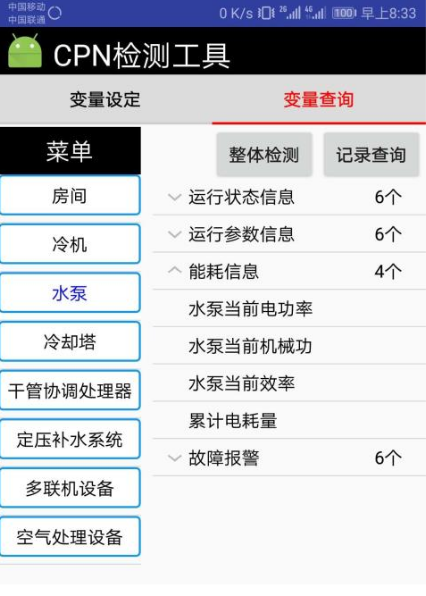 中国移动
中国联通
0 K/s 26 46 100 早上8:33
CPN检测工具
变量设定 变量查询
菜单
房间
冷机
水泵
冷却塔
干管协调处理器
定压补水系统
多联机设备
空气处理设备
整体检测 记录查询
运行状态信息 6个
运行参数信息 6个
能耗信息 4个
水泵当前电功率
水泵当前机械功
水泵当前效率
累计电耗量
故障报警 6个